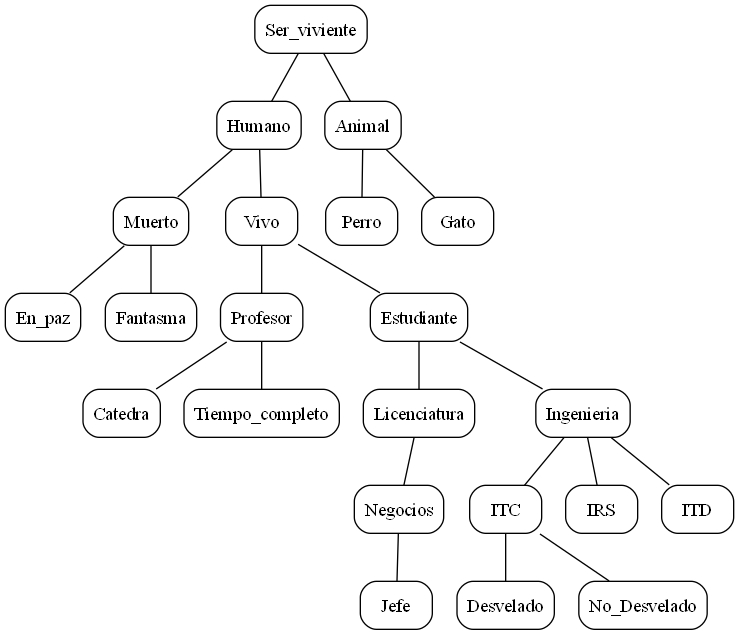 Ser_viviente
Humano
Animal
Muerto
Vivo
Perro
Gato
En_paz
Fantasma
Profesor
Estudiante
Catedra
Tiempo_completo
Licenciatura
Ingenieria
Negocios
ITC
IRS
ITD
Jefe
Desvelado
No_Desvelado